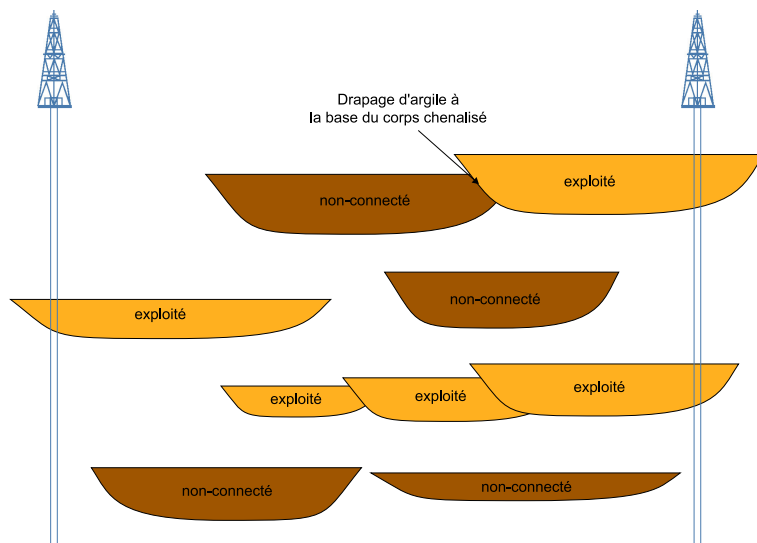 Drapage d'argile à
la base du corps chenalisé
exploité
non-connecté
non-connecté
exploité
exploité
exploité
exploité
non-connecté
non-connecté